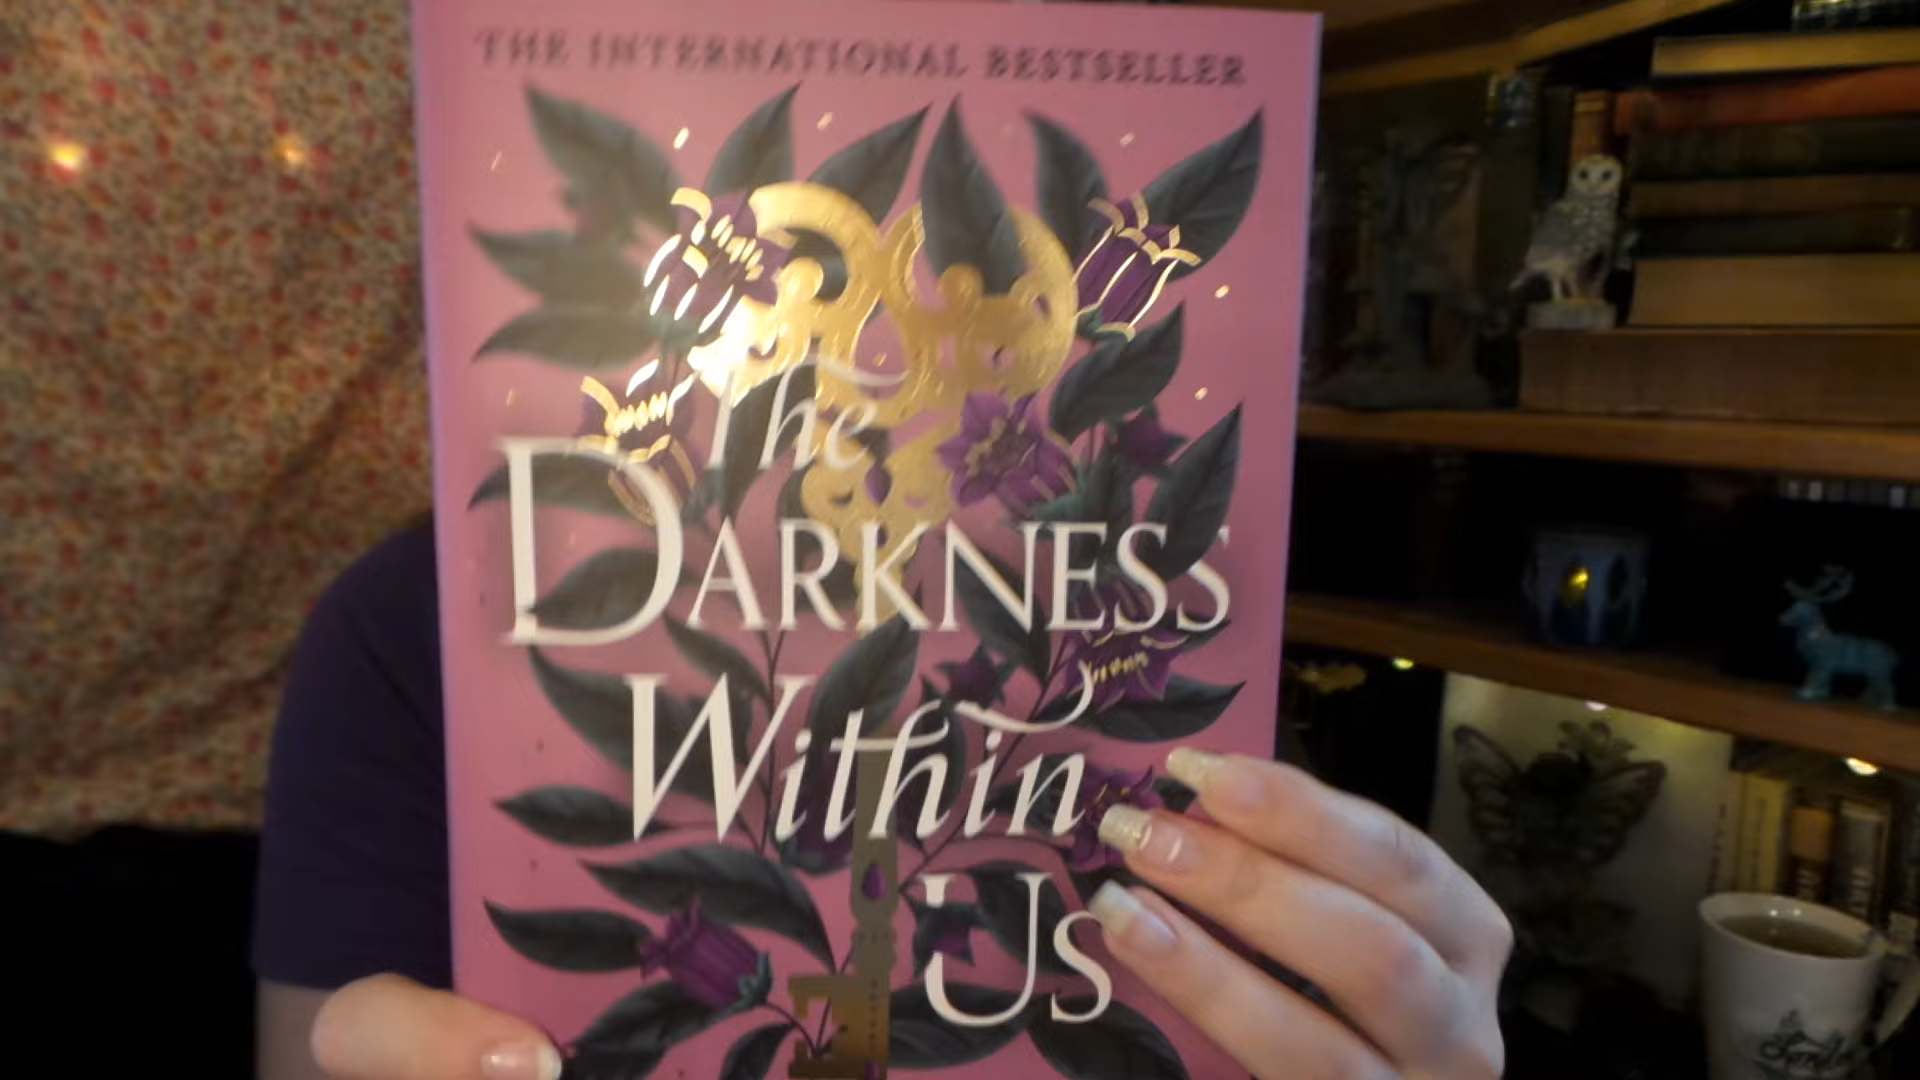 THE INTERNATIONAL BESTSELLER
The
DARKNESS
Within
Us